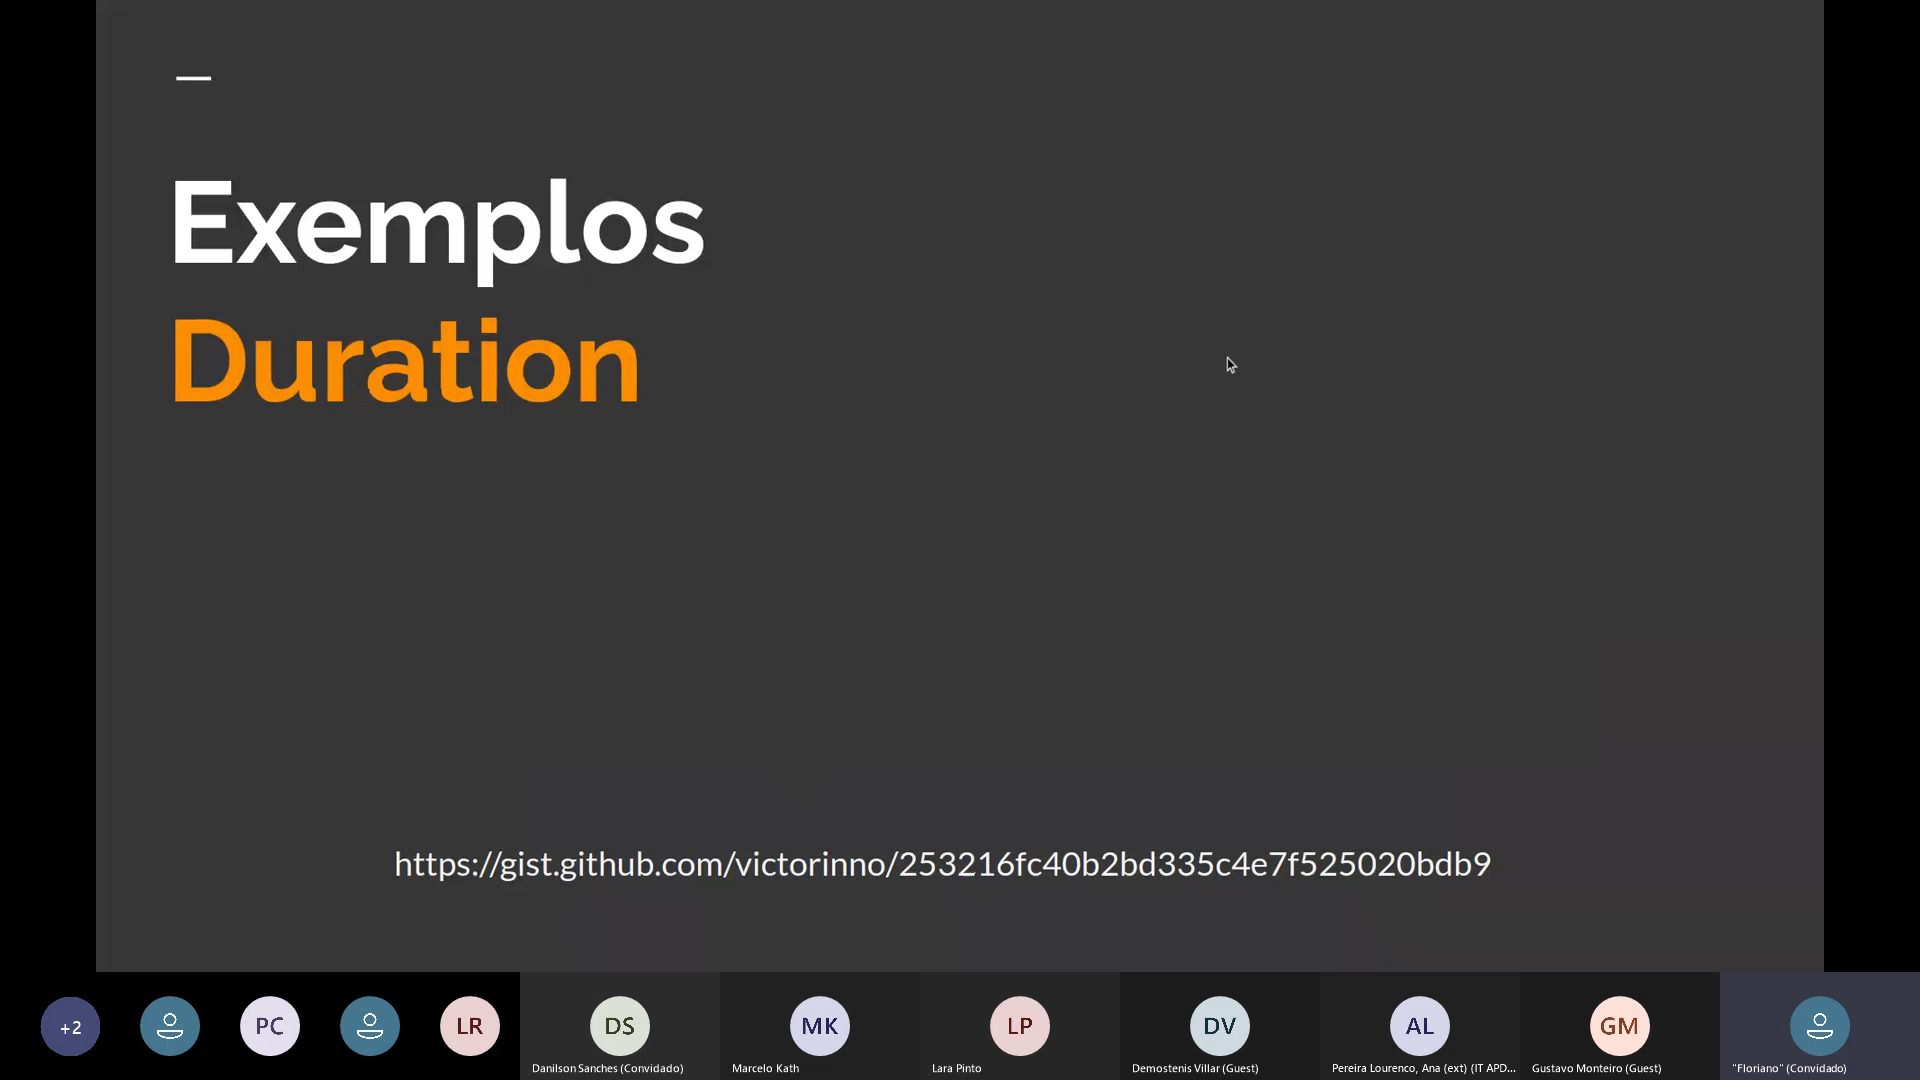 Exemplos
Duration
https://gist.github.com/victorinno/253216fc40b2bd335c4e7f525020bdb9
+2
PC
LR
DS
MK
LP
DV
AL
GM
Danilson Sanches (Convidado)
Marcelo Kath
Lara Pinto
Demostenis Villar (Guest)
Pereira Lourenco, Ana (ext) (IT APD...
Gustavo Monteiro (Guest)
"Floriano" (Convidado)